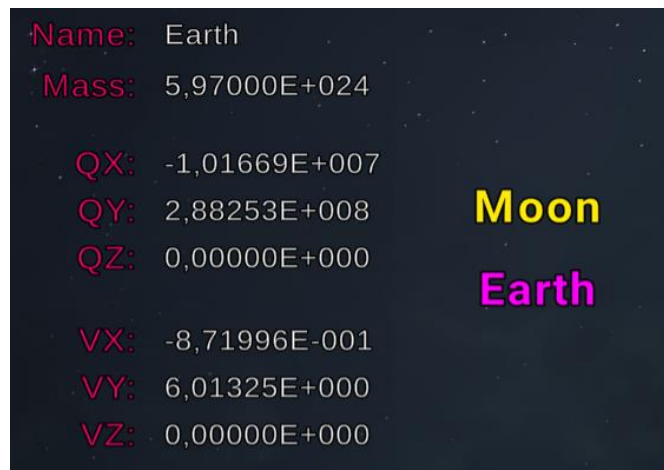 Name: Earth
Mass: 5,97000E+024
QX: -1,01669E+007
QY: 2,88253E+008
QZ: 0,00000E+000
VX: -8,71996E-001
VY: 6,01325E+000
VZ: 0,00000E+000
Moon
Earth